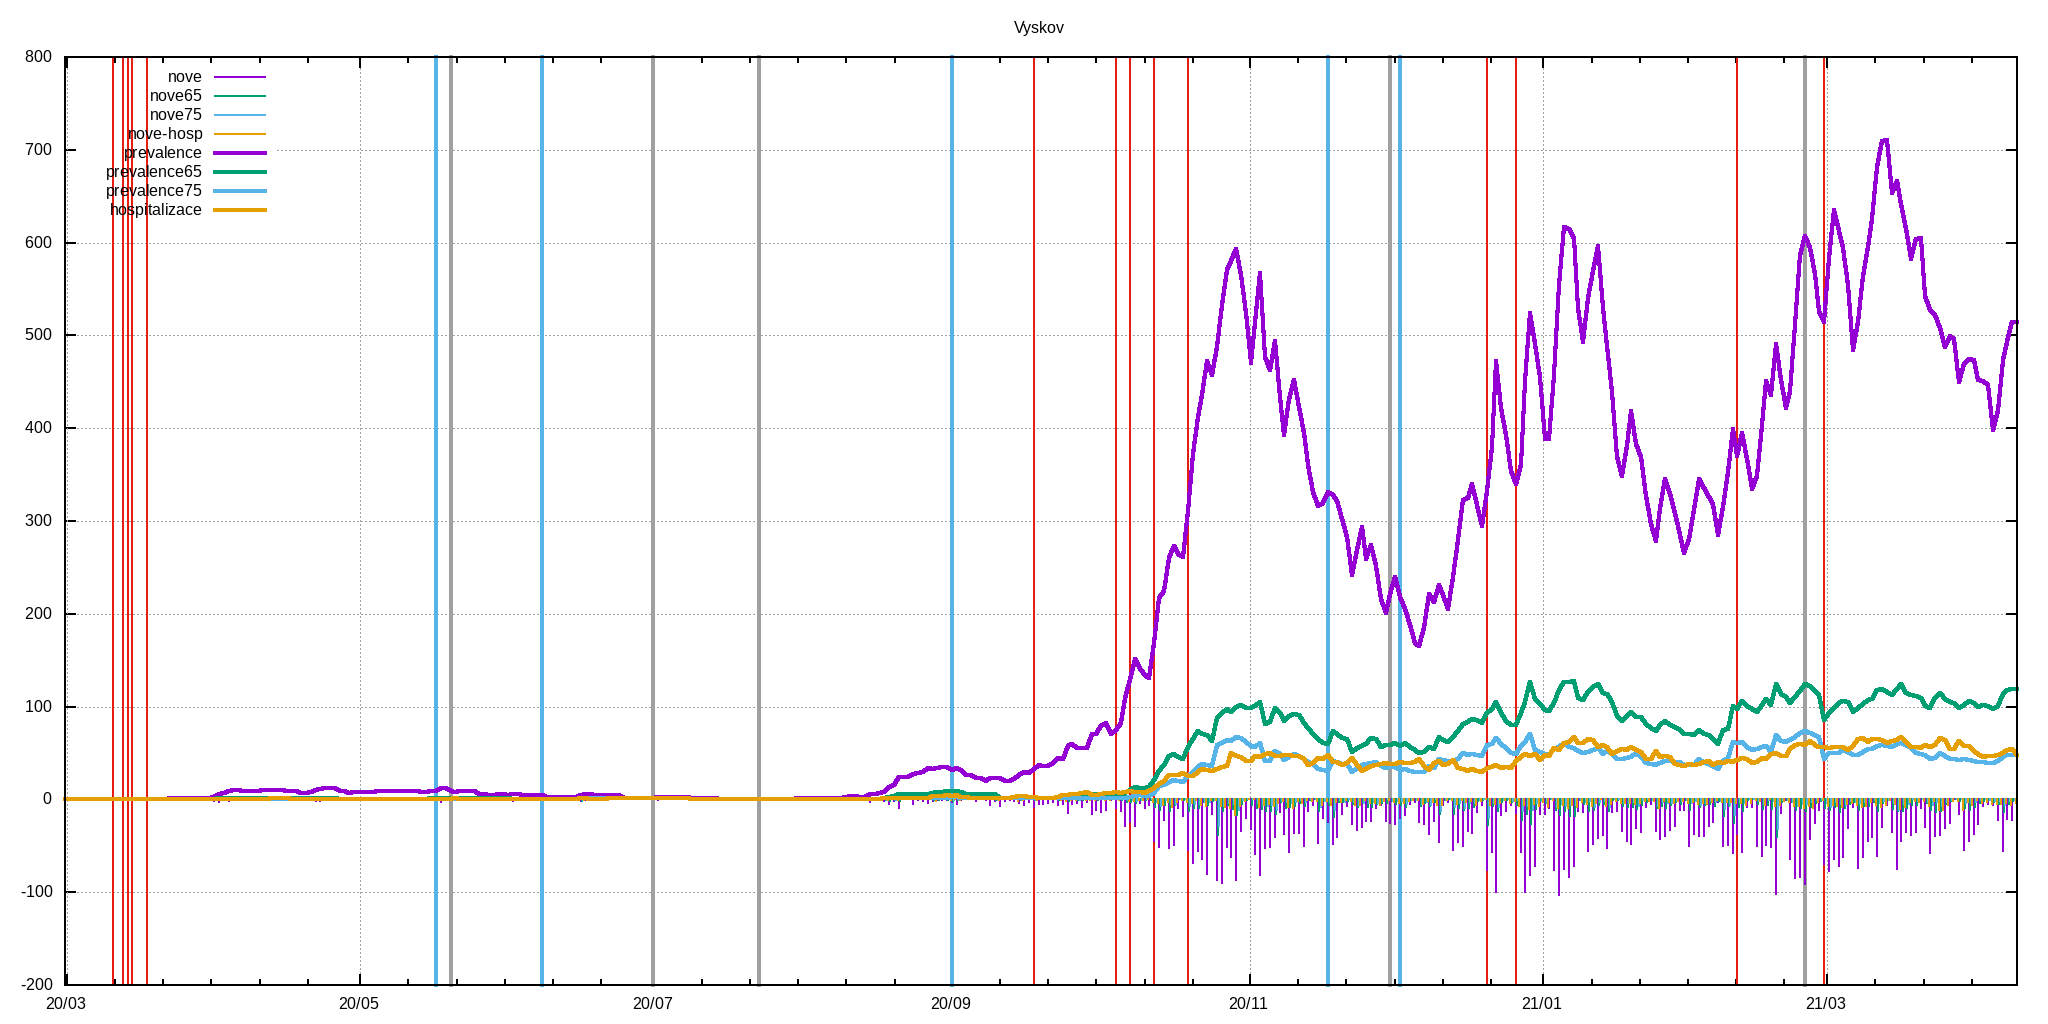 Vyskov
800
700
600
500
400
300
200
100
0
-100
-200
nove
nove65
nove75
nove-hosp
prevalence
prevalence65
prevalence75
hospitalizace
20/03 20/05 20/07 20/09 20/11 21/01 21/03